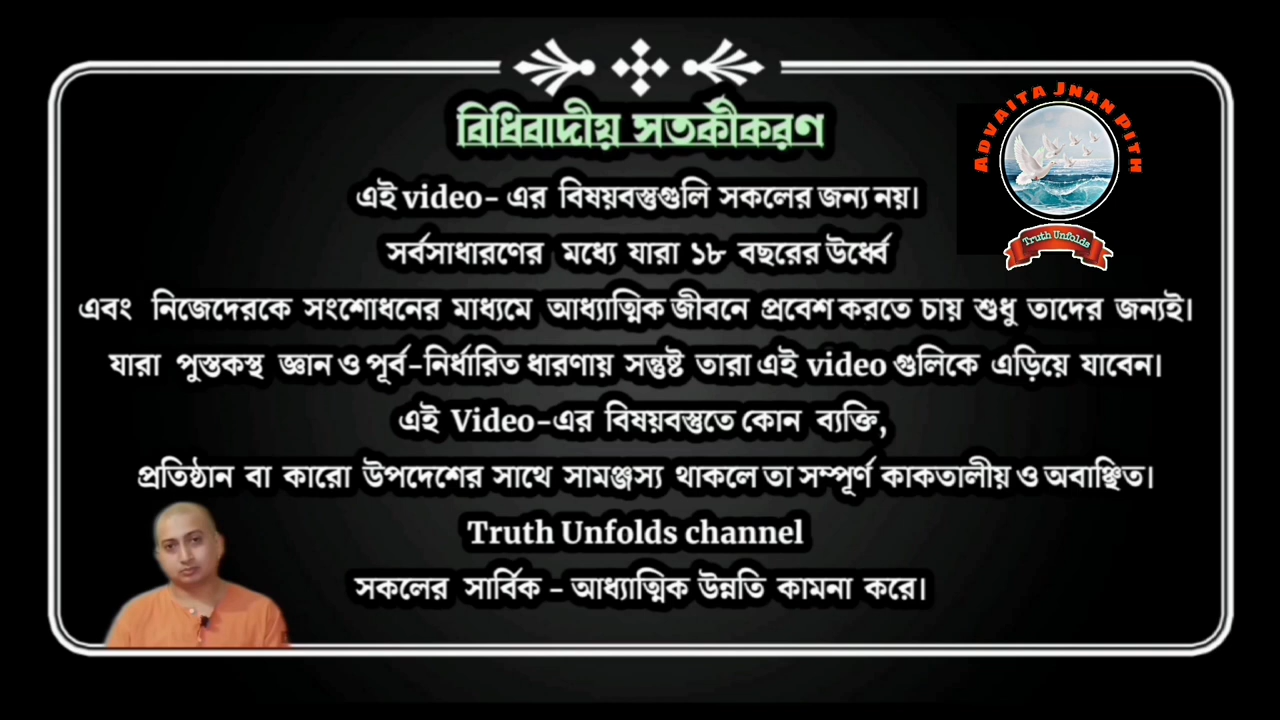 বিধিবাদীয় সতর্কীকরণ
ADVAITA JNAN PITH
Truth Unfolds
এই video- এর বিষয়বস্তুগুলি সকলের জন্য নয়।
সর্বসাধারণের মধ্যে যারা ১৮ বছরের উর্ধ্বে
এবং নিজেদেরকে সংশোধনের মাধ্যমে আধ্যাত্মিক জীবনে প্রবেশ করতে চায় শুধু তাদের জন্যই।
যারা পুস্তকস্থ জ্ঞান ও পূর্ব-নির্ধারিত ধারণায় সন্তুষ্ট তারা এই video গুলিকে এড়িয়ে যাবেন।
এই Video-এর বিষয়বস্তুতে কোন ব্যক্তি,
প্রতিষ্ঠান বা কারো উপদেশের সাথে সামঞ্জস্য থাকলে তা সম্পূর্ণ কাকতালীয় ও অবাঞ্ছিত।
Truth Unfolds channel
সকলের সার্বিক - আধ্যাত্মিক উন্নতি কামনা করে।